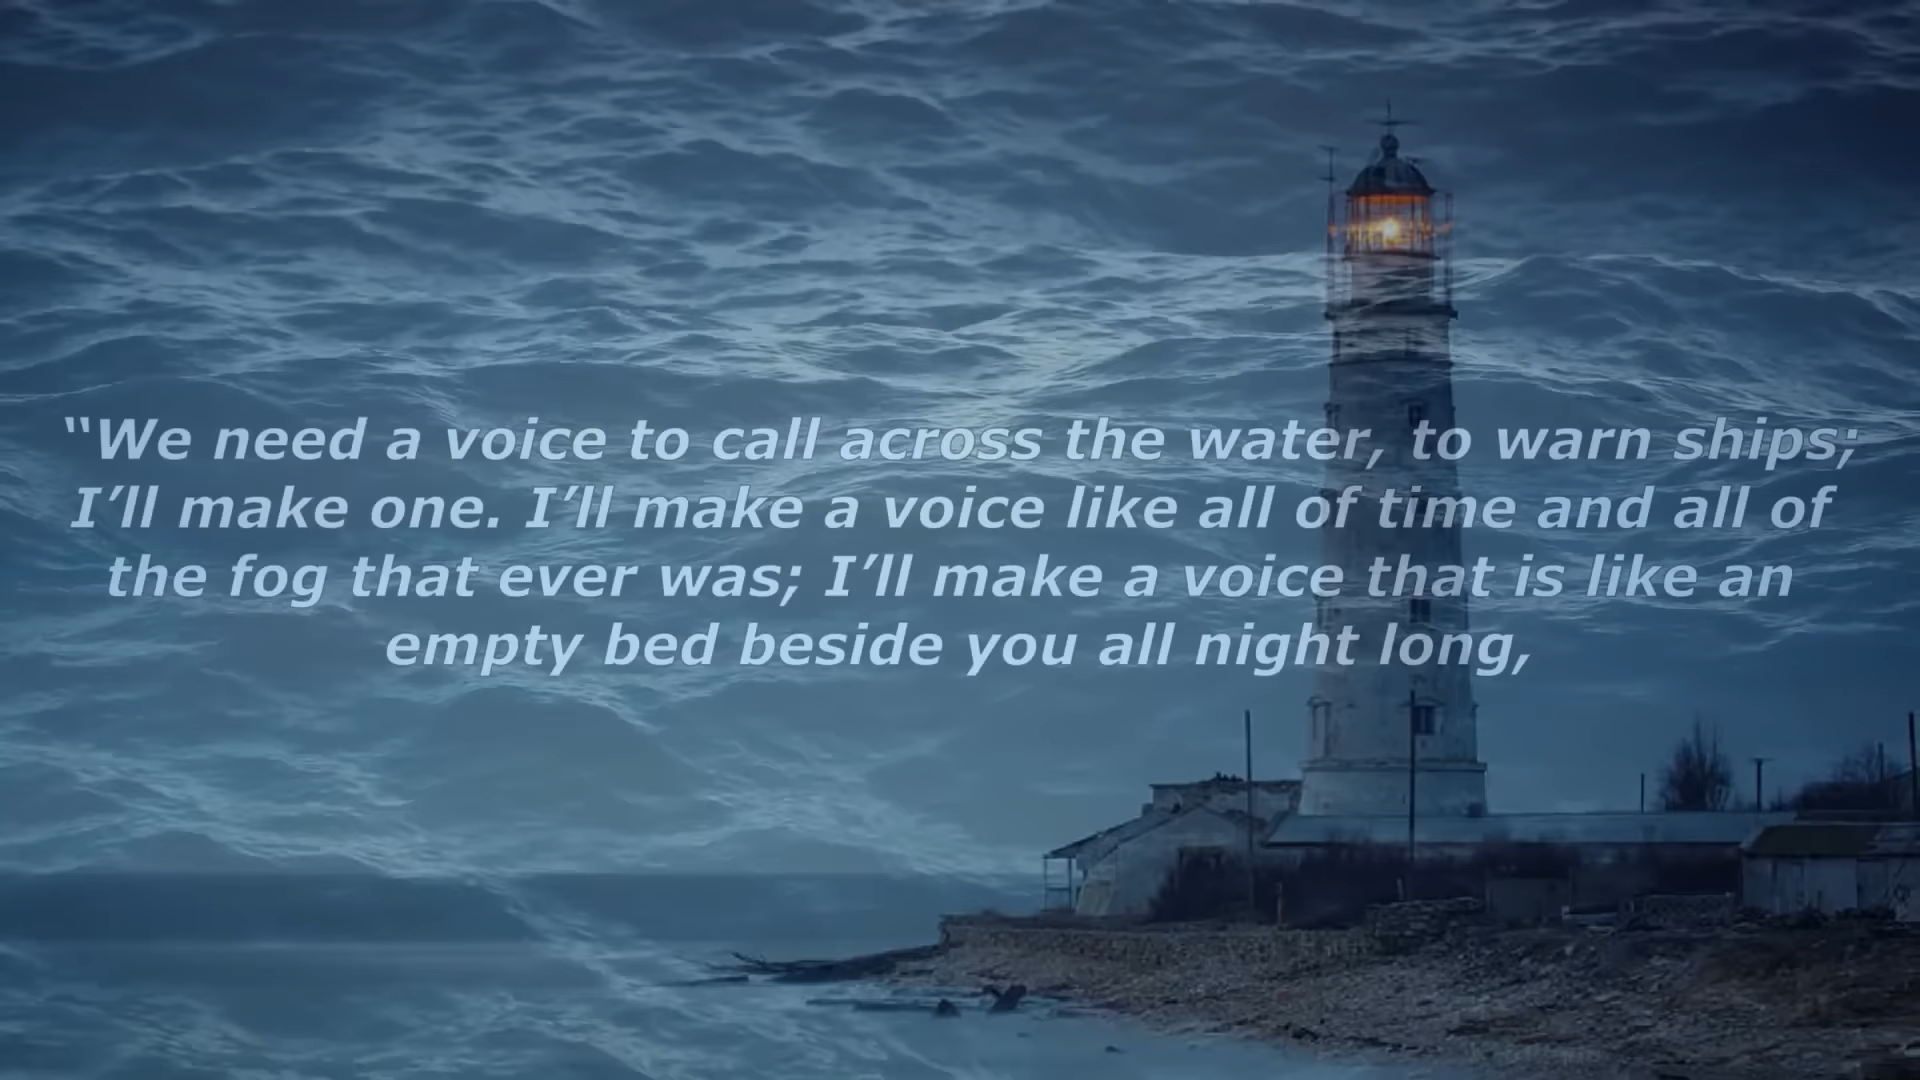 “We need a voice to call across the water, to warn ships;
I’ll make one. I’ll make a voice like all of time and all of
the fog that ever was; I’ll make a voice that is like an
empty bed beside you all night long,